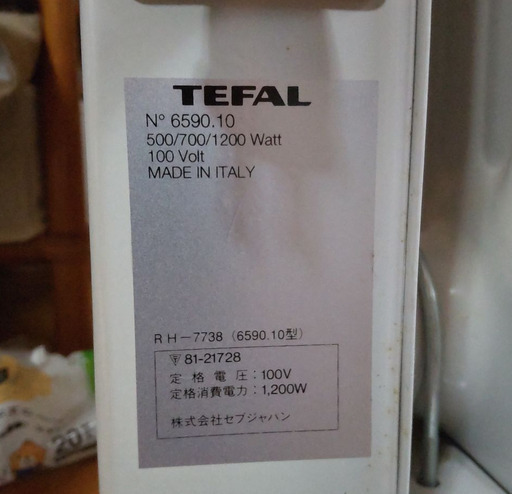 TEFAL
Nº 6590.10
500/700/1200 Watt
100 Volt
MADE IN ITALY
RH-7738 (6590.10型)
〒81-21728
定格電圧:100V
定格消費電力:1,200W
株式会社セブジャパン
20